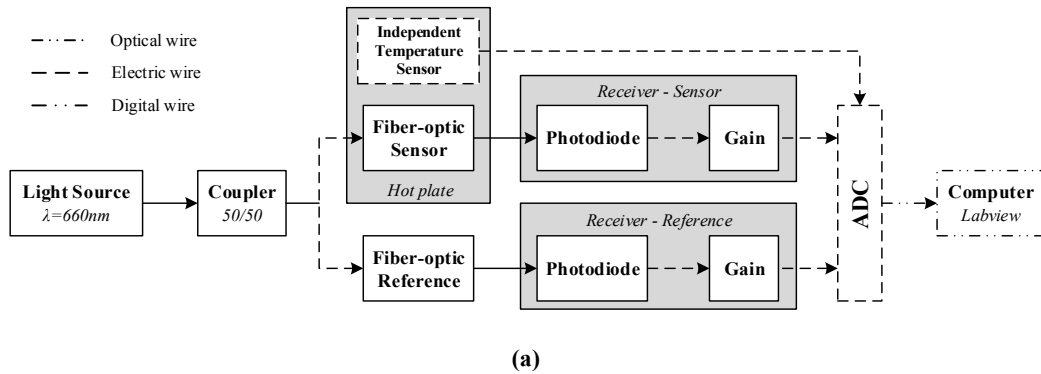 Optical wire
Electric wire
Digital wire
Independent
Temperature
Sensor
Fiber-optic
Sensor
Hot plate
Receiver - Sensor
Photodiode
Gain
Light Source
λ=660nm
Coupler
50/50
Fiber-optic
Reference
Receiver - Reference
Photodiode
Gain
ADC
Computer
Labview
(a)